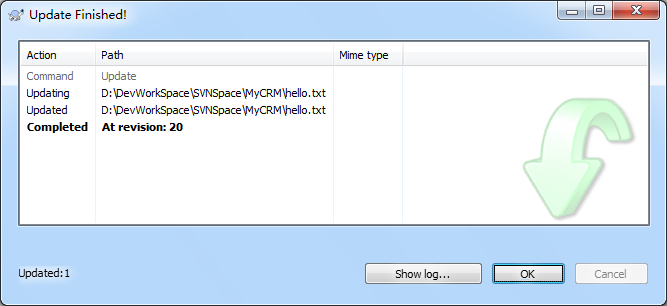 Update Finished!
Action Path Mime type
Command Update
Updating D:\DevWorkSpace\SVNSpace\MyCRM\hello.txt
Updated D:\DevWorkSpace\SVNSpace\MyCRM\hello.txt
Completed At revision: 20
Updated:1 Show log... OK Cancel